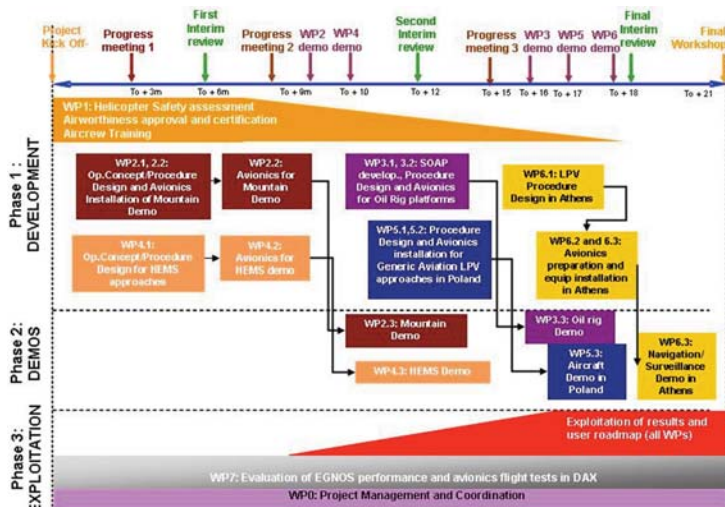 Project
Kick Off-
Progress
meeting 1
First
Interim
review
Progress
meeting 2
WP2
demo
WP4
demo
Second
Interim
review
Progress
meeting 3
WP3
demo
WP5
demo
WP6
demo
Final
Interim
review
Final
Workshop
To + 3m
To + 6m
To + 9m
To + 10
To + 12
To + 15
To + 16
To + 17
To + 18
To + 21
Phase 1 :
DEVELOPMENT
WP1: Helicopter Safety assessment
Airworthiness approval and certification
Aircrew Training
WP2.1, 2.2:
Op.Concept/Procedure
Design and Avionics
Installation of Mountain
Demo
WP2.2:
Avionics for
Mountain
Demo
WP3.1, 3.2: SOAP
develop., Procedure
Design and Avionics
for Oil Rig platforms
WP6.1: LPV
Procedure
Design in Athens
WP4.1:
Op.Concept/Procedure
Design for HEMS
approaches
WP4.2:
Avionics for
HEMS demo
WP5.1,5.2: Procedure
Design and Avionics
installation for
Generic Aviation LPV
approaches in Poland
WP6.2 and 6.3:
Avionics
preparation and
equip installation
in Athens
Phase 2:
DEMOS
WP2.3: Mountain
Demo
WP4.3: HEMS Demo
WP3.3: Oil rig
Demo
WP5.3:
Aircraft
Demo in
Poland
WP6.3:
Navigation/
Surveillance
Demo in
Athens
Phase 3:
EXPLOITATION
Exploitation of results and
user roadmap (all WPs)
WP7: Evaluation of EGNOS performance and avionics flight tests in DAX
WP0: Project Management and Coordination